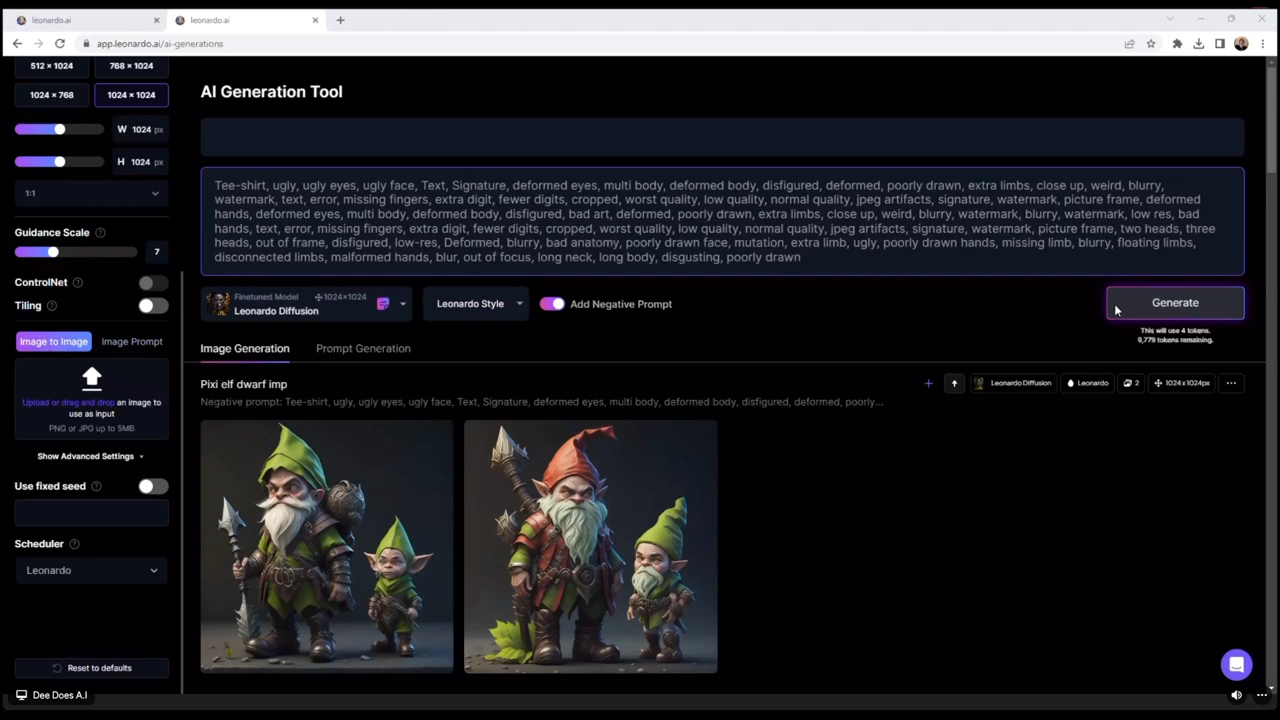 leonardo.ai
leonardo.ai
app.leonardo.ai/ai-generations
512 × 1024
768 × 1024
1024 × 768
1024 × 1024
W 1024 px
H 1024 px
1:1
Guidance Scale
7
ControlNet
Tiling
Image to Image
Image Prompt
Upload or drag and drop an image to
use as input
PNG or JPG up to 5MB
Show Advanced Settings
Use fixed seed
Scheduler
Leonardo
Reset to defaults
Dee Does A.I
AI Generation Tool
Tee-shirt, ugly, ugly eyes, ugly face, Text, Signature, deformed eyes, multi body, deformed body, disfigured, deformed, poorly drawn, extra limbs, close up, weird, blurry,
watermark, text, error, missing fingers, extra digit, fewer digits, cropped, worst quality, low quality, normal quality, jpeg artifacts, signature, watermark, picture frame, deformed
hands, deformed eyes, multi body, deformed body, disfigured, bad art, deformed, poorly drawn, extra limbs, close up, weird, blurry, watermark, blurry, watermark, low res, bad
hands, text, error, missing fingers, extra digit, fewer digits, cropped, worst quality, low quality, normal quality, jpeg artifacts, signature, watermark, picture frame, two heads, three
heads, out of frame, disfigured, low-res, Deformed, blurry, bad anatomy, poorly drawn face, mutation, extra limb, ugly, poorly drawn hands, missing limb, blurry, floating limbs,
disconnected limbs, malformed hands, blur, out of focus, long neck, long body, disgusting, poorly drawn
Finetuned Model
1024×1024
Leonardo Diffusion
Leonardo Style
Add Negative Prompt
Generate
This will use 4 tokens.
9,779 tokens remaining.
Image Generation
Prompt Generation
Pixi elf dwarf imp
Leonardo Diffusion
Leonardo
2
1024x1024px
Negative prompt: Tee-shirt, ugly, ugly eyes, ugly face, Text, Signature, deformed eyes, multi body, deformed body, disfigured, deformed, poorly...